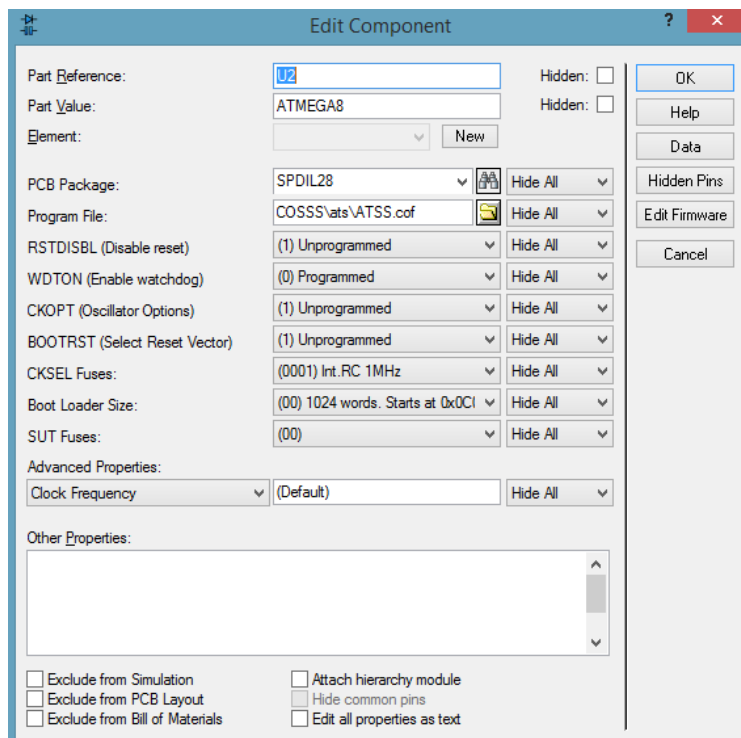 Edit Component
?
Part Reference: U2 Hidden: OK
Part Value: ATMEGA8 Hidden: Help
Element: New Data
PCB Package: SPDIL28 Hide All Hidden Pins
Program File: COSSS\ats\ATSS.cof Hide All Edit Firmware
RSTDISBL (Disable reset) (1) Unprogrammed Hide All Cancel
WDTON (Enable watchdog) (0) Programmed Hide All
CKOPT (Oscillator Options) (1) Unprogrammed Hide All
BOOTRST (Select Reset Vector) (1) Unprogrammed Hide All
CKSEL Fuses: (0001) Int.RC 1MHz Hide All
Boot Loader Size: (00) 1024 words. Starts at Hide All
SUT Fuses: (00) Hide All
Advanced Properties:
Clock Frequency (Default) Hide All
Other Properties:
Exclude from Simulation Attach hierarchy module
Exclude from PCB Layout Hide common pins
Exclude from Bill of Materials Edit all properties as text